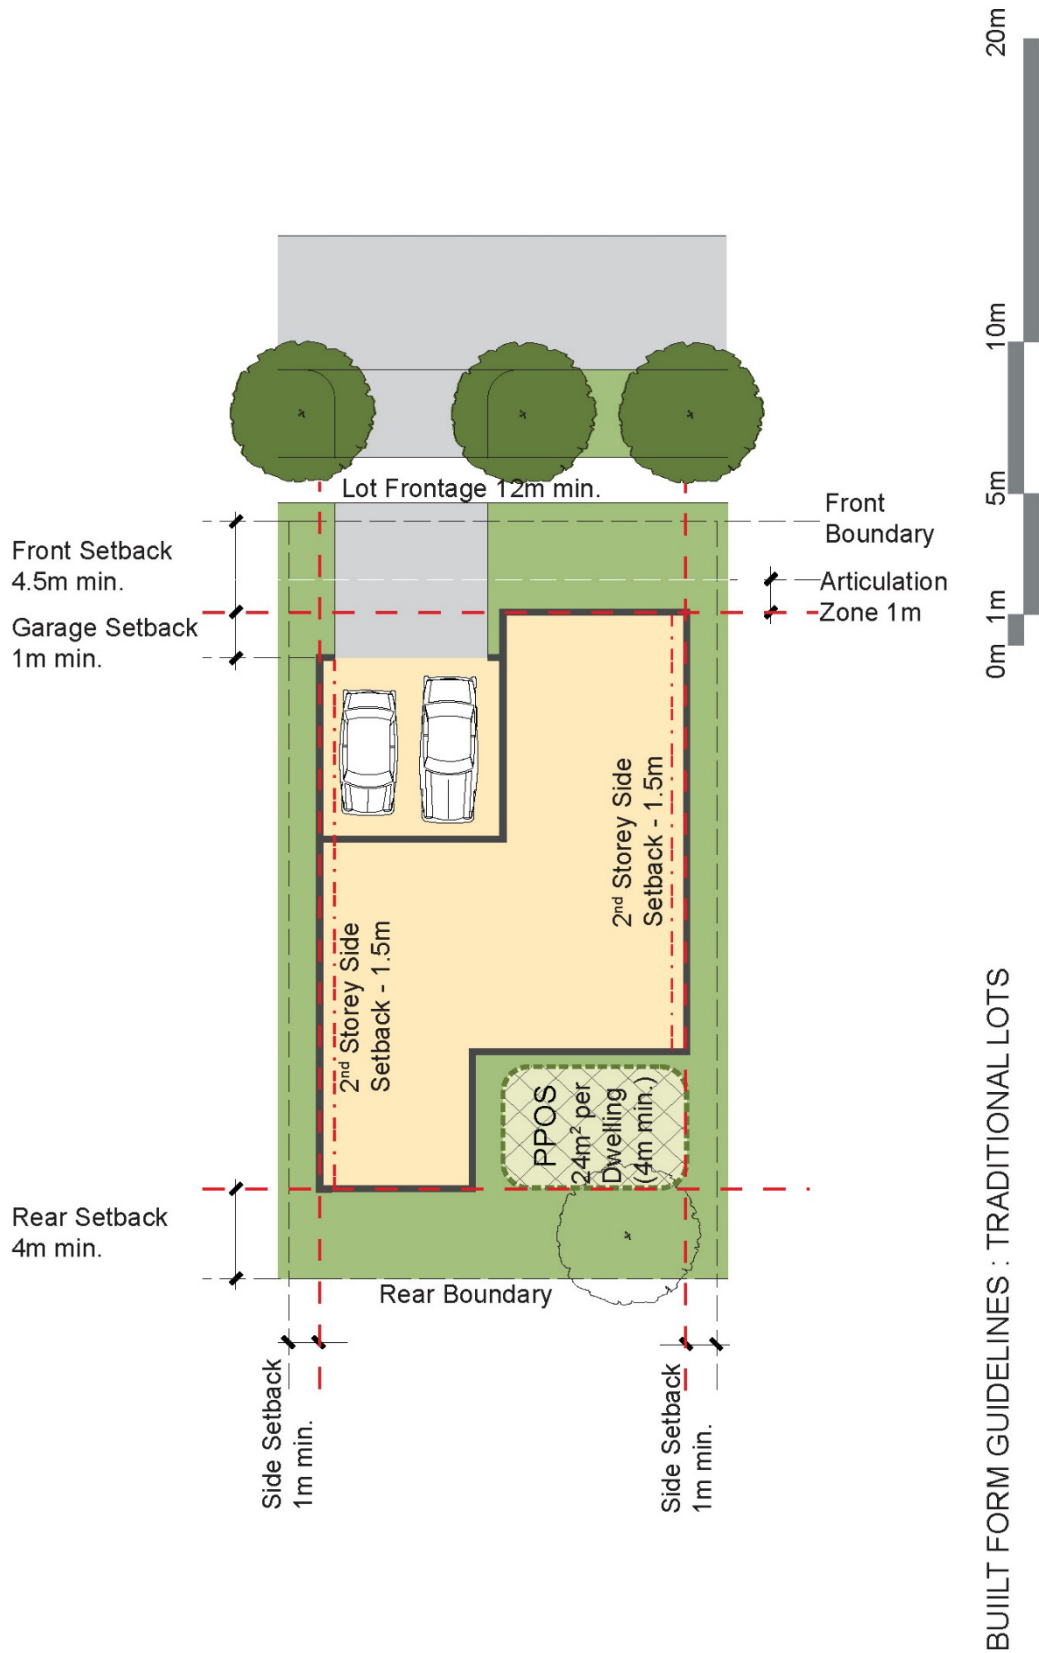 Lot Frontage 12m min.
Front
Boundary
Front Setback
4.5m min.
Articulation
Zone 1m
Garage Setback
1m min.
2nd Storey Side
Setback - 1.5m
2nd Storey Side
Setback - 1.5m
PPOS
24m² per
Dwelling
(4m min.)
Rear Setback
4m min.
Rear Boundary
Side Setback
1m min.
Side Setback
1m min.
0m
1m
5m
10m
20m
BUIILT FORM GUIDELINES : TRADITIONAL LOTS